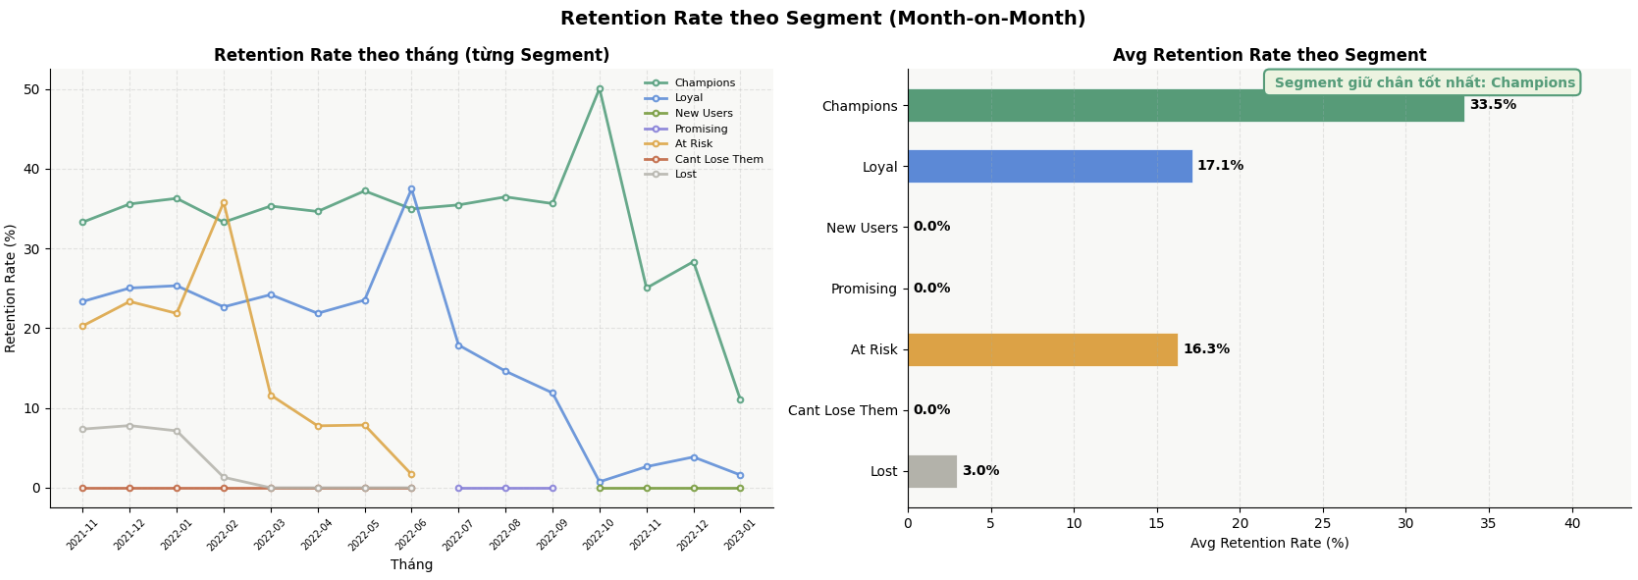 Retention Rate theo Segment (Month-on-Month)
Retention Rate theo tháng (từng Segment)
Retention Rate (%)
50
40
30
20
10
0
Champions
Loyal
New Users
Promising
At Risk
Cant Lose Them
Lost
2021-11
2021-12
2022-01
2022-02
2022-03
2022-04
2022-05
2022-06
2022-07
2022-08
2022-09
2022-10
2022-11
2022-12
2023-01
Tháng
Avg Retention Rate theo Segment
Segment giữ chân tốt nhất: Champions
Champions 33.5%
Loyal 17.1%
New Users 0.0%
Promising 0.0%
At Risk 16.3%
Cant Lose Them 0.0%
Lost 3.0%
0 5 10 15 20 25 30 35 40
Avg Retention Rate (%)